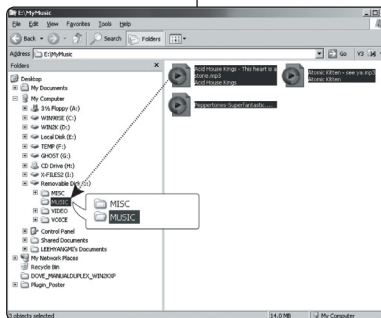 E:\MyMusic
File Edit View Favorites Tools Help
Back Search Folders
Address E:\MyMusic Go
Folders
Desktop
My Documents
My Computer
3½ Floppy (A:)
WIN98SE (C:)
WIN2K (D:)
Local Disk (E:)
TEMP (F:)
GHOST (G:)
CD Drive (H:)
X-FILES2 (I:)
Removable Disk
MISC
MUSIC
VIDEO
VOICE
Control Panel
Shared Documents
LEEHYANGMI's Documents
My Network Places
Recycle Bin
DOVE_MANUALDUPLEX_WIN2KXP
Plugin_Poster
Acid House Kings - This heart is a
stone.mp3
Acid House Kings
Atomic Kitten - see ya.mp3
Atomic Kitten
Peppertones-Superfantastic....
MISC
MUSIC
3 objects selected
14.0 MB
My Computer